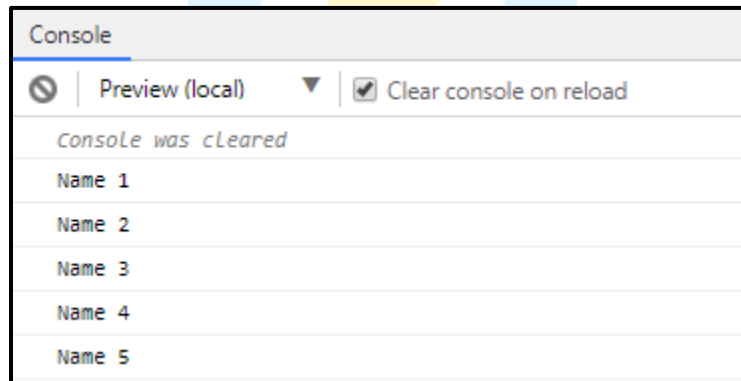 Console
Preview (local) ▼ Clear console on reload
Console was cleared
Name 1
Name 2
Name 3
Name 4
Name 5